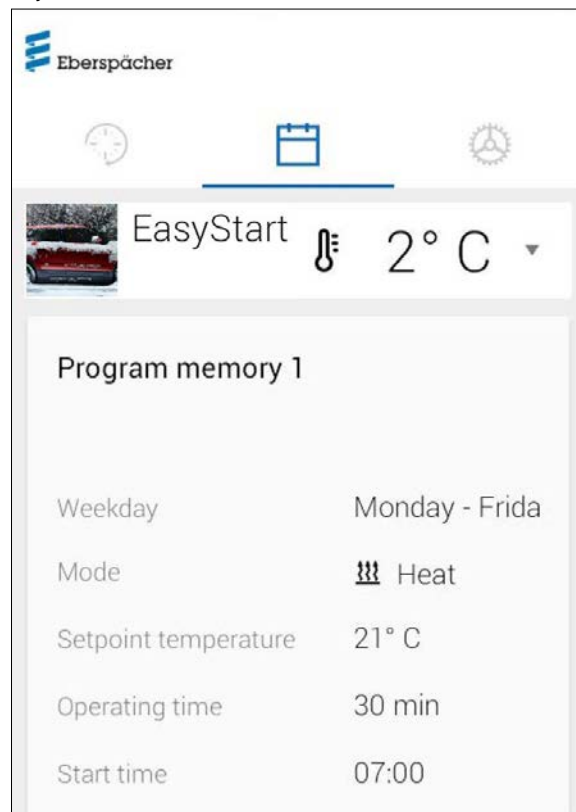 Eberspächer
EasyStart
2° C
Program memory 1
Weekday Monday - Frida
Mode Heat
Setpoint temperature 21° C
Operating time 30 min
Start time 07:00